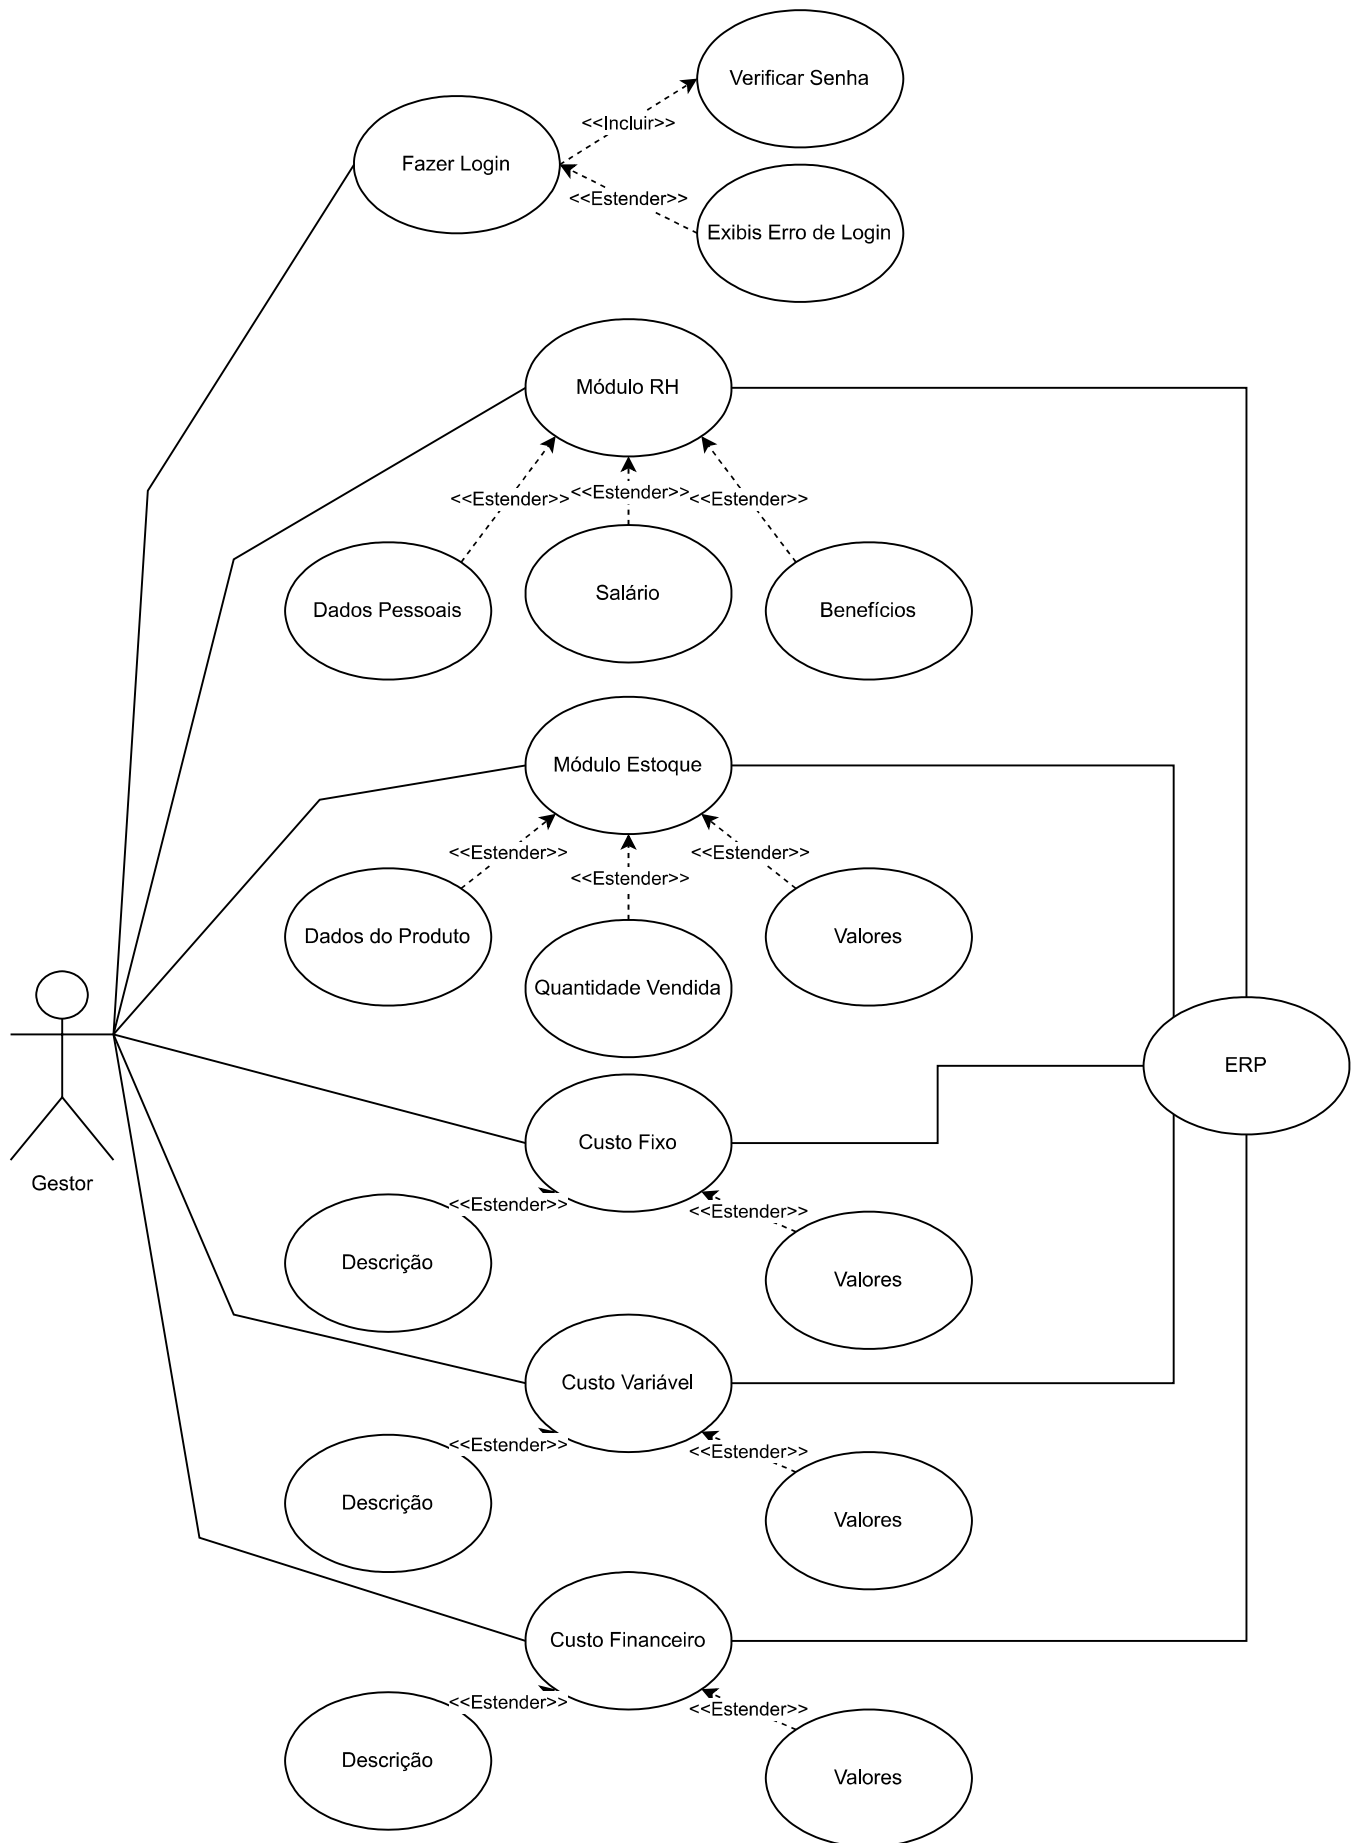 Verificar Senha
<<Incluir>>
Fazer Login
<<Estender>>
Exibis Erro de Login
Módulo RH
<<Estender>>
<<Estender>>
<<Estender>>
Dados Pessoais
Salário
Benefícios
Módulo Estoque
<<Estender>>
<<Estender>>
<<Estender>>
Dados do Produto
Quantidade Vendida
Valores
ERP
Gestor
Custo Fixo
<<Estender>>
<<Estender>>
Descrição
Valores
Custo Variável
<<Estender>>
<<Estender>>
Descrição
Valores
Custo Financeiro
<<Estender>>
<<Estender>>
Descrição
Valores